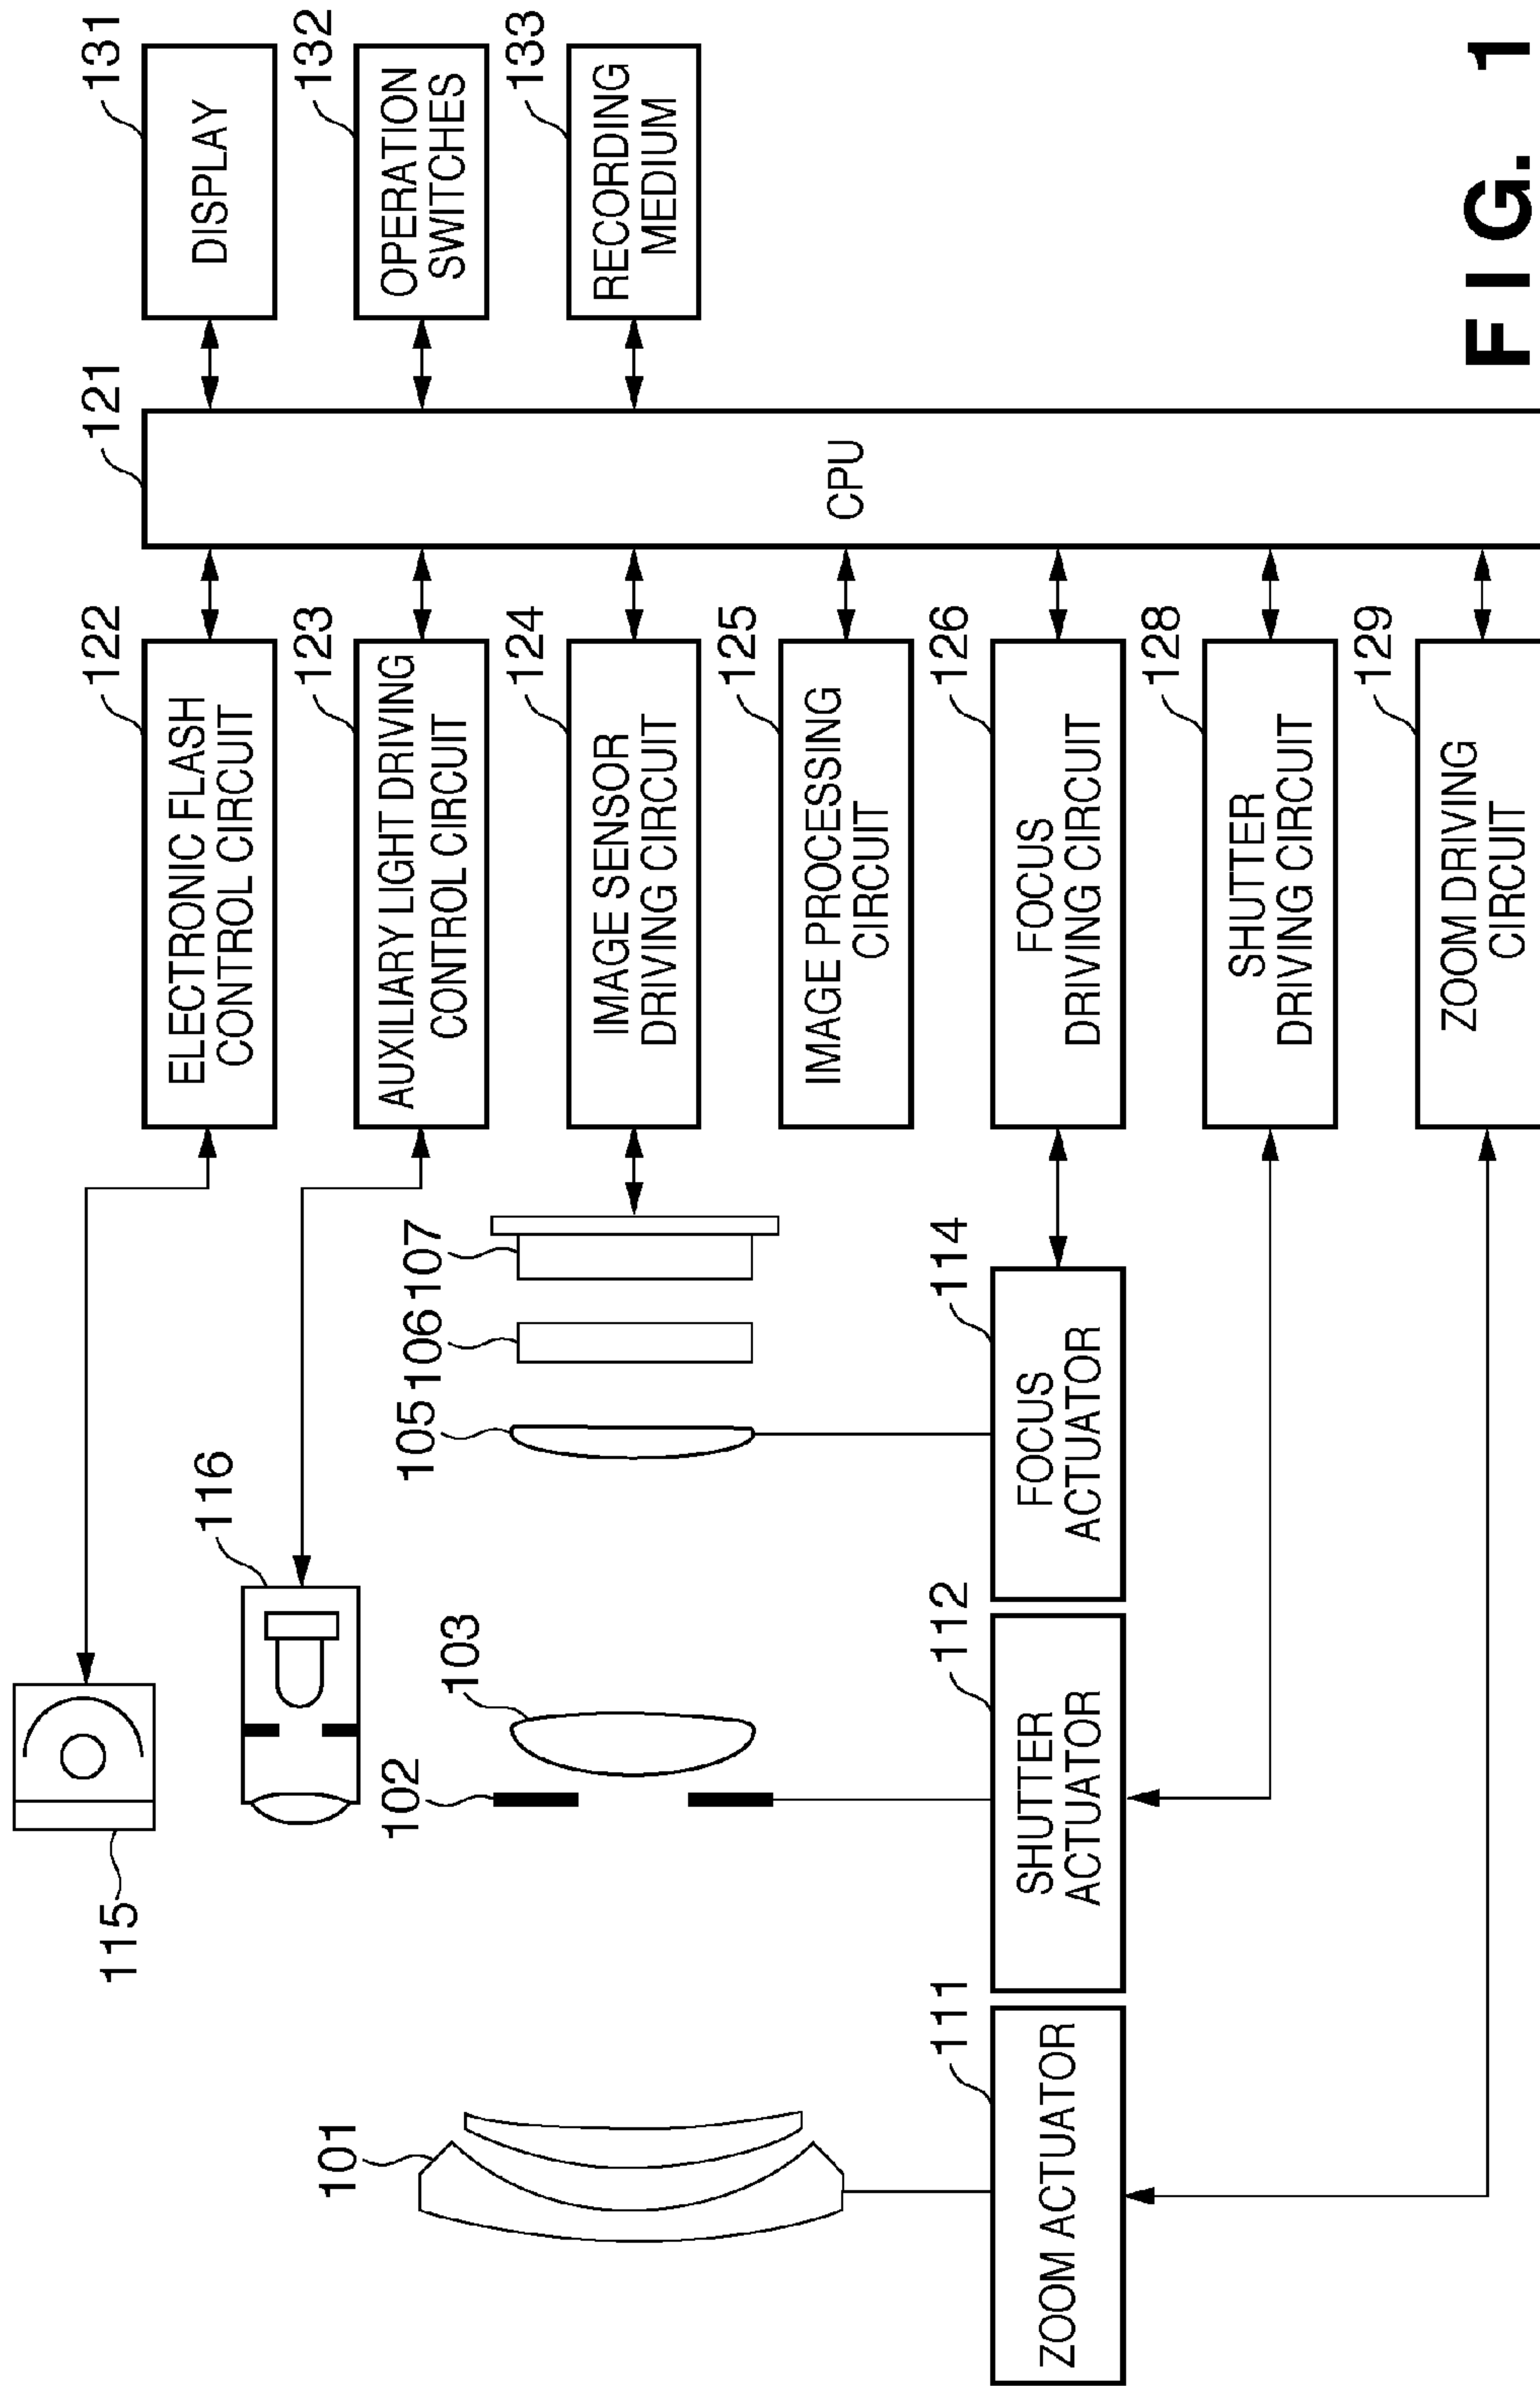 115
116
122
ELECTRONIC FLASH
CONTROL CIRCUIT
121
131
DISPLAY
101
102
103
105
106
107
123
AUXILIARY LIGHT DRIVING
CONTROL CIRCUIT
132
OPERATION
SWITCHES
124
IMAGE SENSOR
DRIVING CIRCUIT
133
RECORDING
MEDIUM
125
IMAGE PROCESSING
CIRCUIT
CPU
111
ZOOM ACTUATOR
112
SHUTTER
ACTUATOR
114
FOCUS
ACTUATOR
126
FOCUS
DRIVING CIRCUIT
128
SHUTTER
DRIVING CIRCUIT
129
ZOOM DRIVING
CIRCUIT
FIG. 1